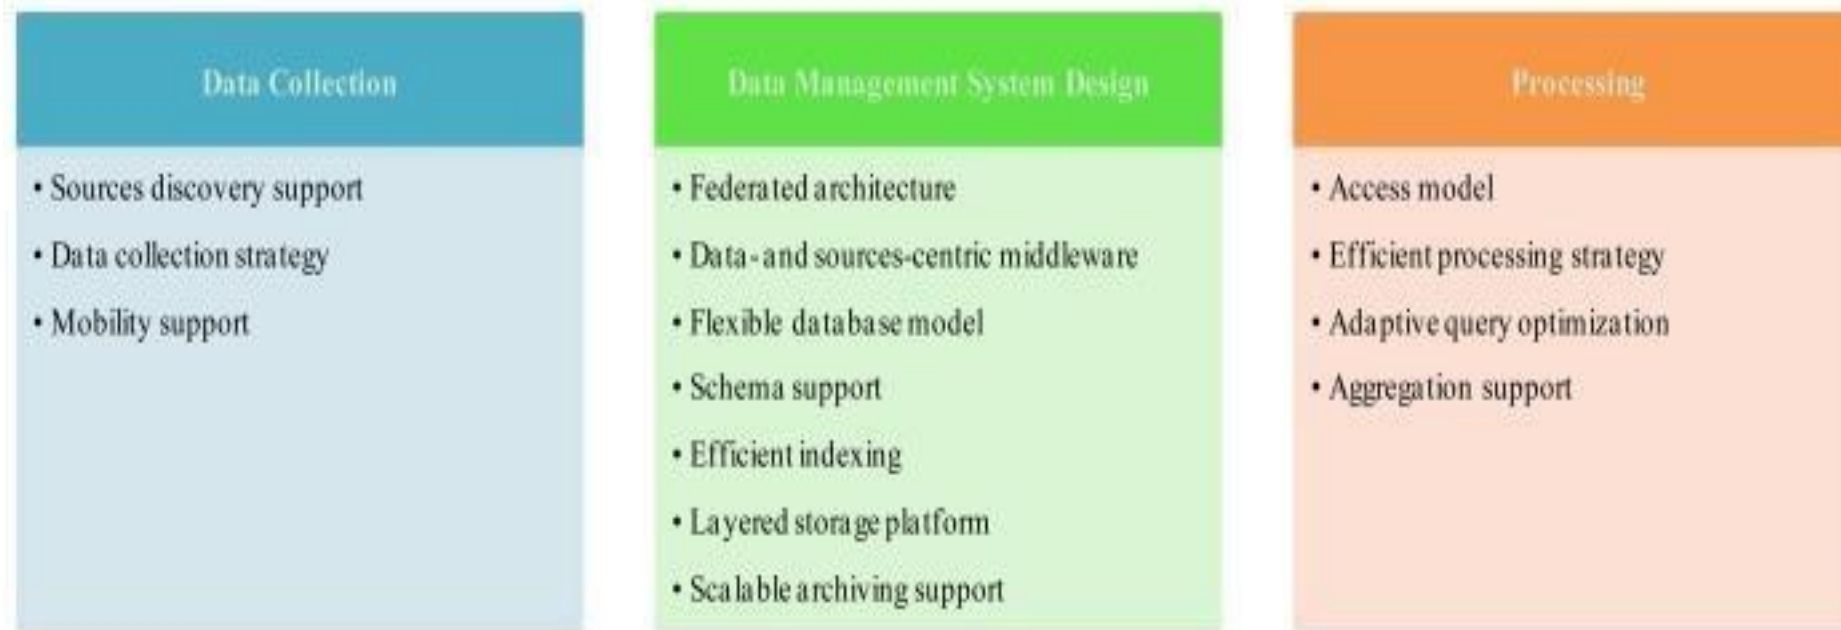 Data Collection
• Sources discovery support
• Data collection strategy
• Mobility support
Data Management System Design
• Federated architecture
• Data- and sources-centric middleware
• Flexible database model
• Schema support
• Efficient indexing
• Layered storage platform
• Scalable archiving support
Processing
• Access model
• Efficient processing strategy
• Adaptive query optimization
• Aggregation support